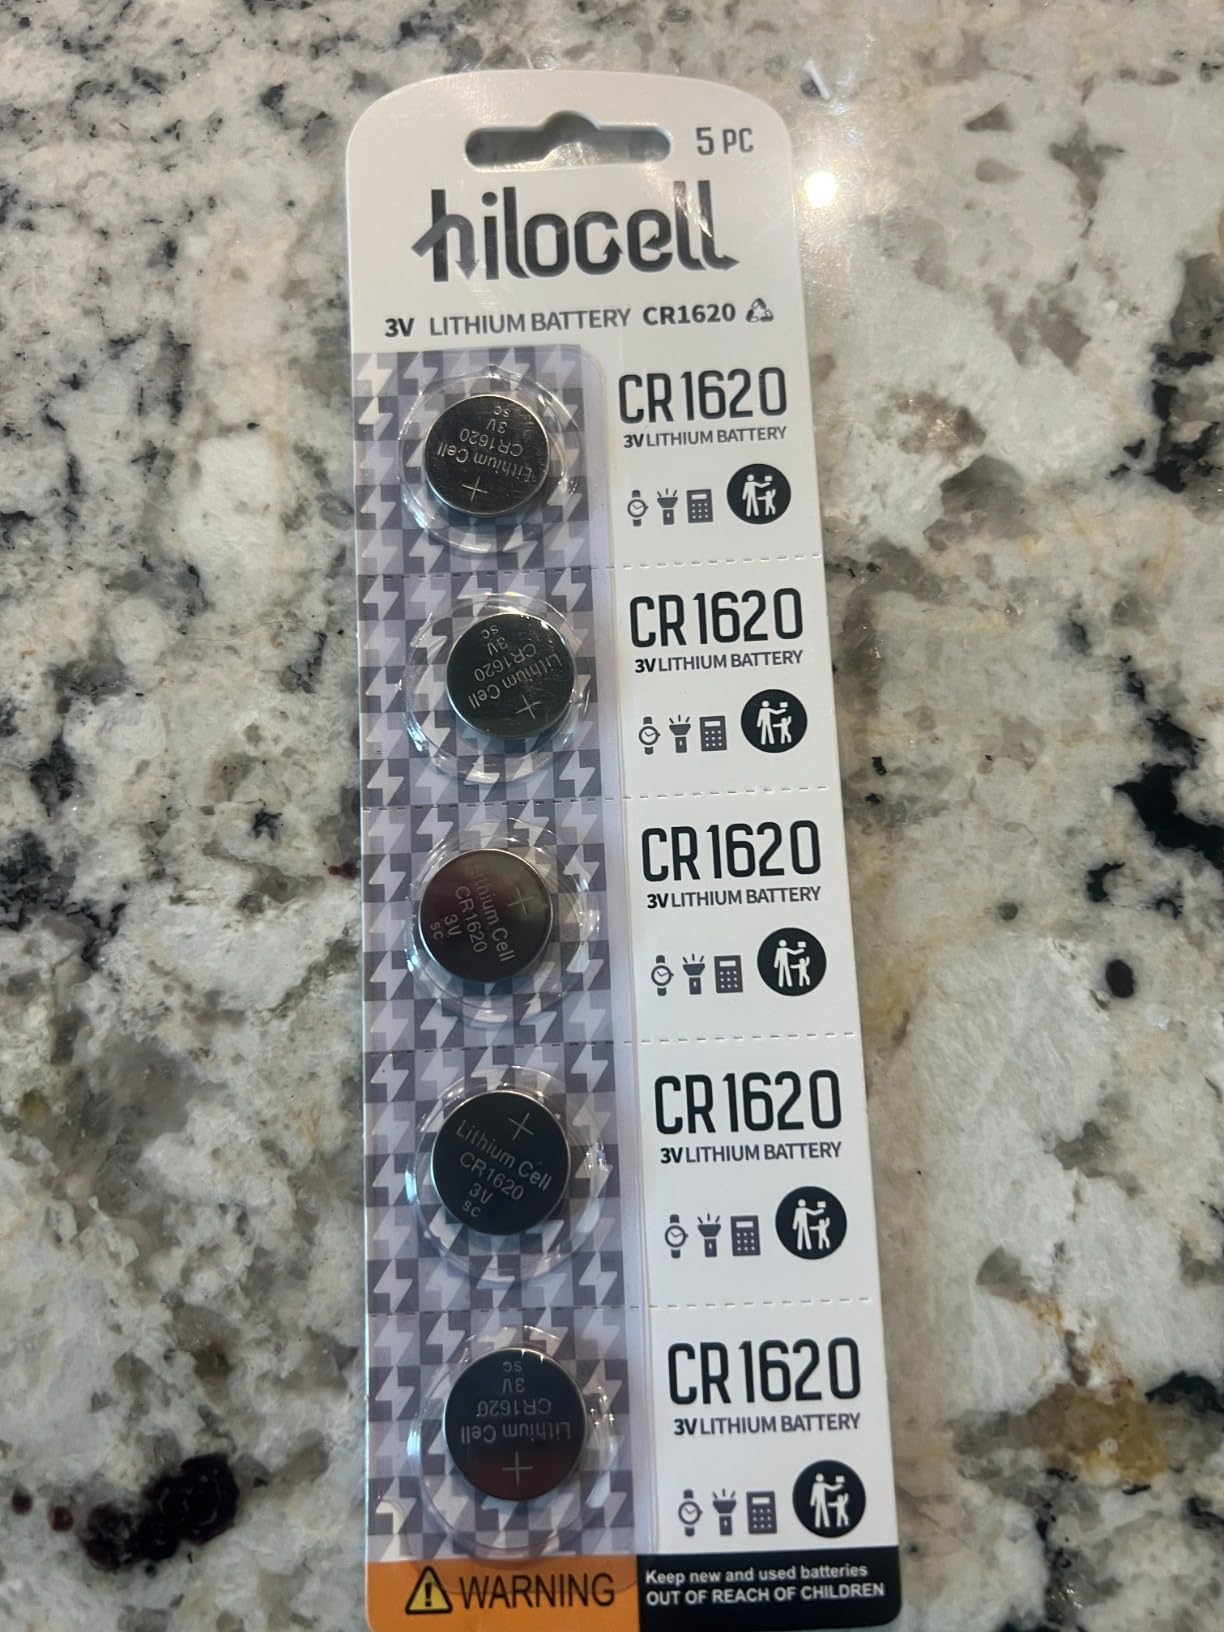 5 PC
hilocell
3V LITHIUM BATTERY CR1620
CR1620
3V LITHIUM BATTERY
+
Lithium Cell
CR1620
3V
SC
CR1620
3V LITHIUM BATTERY
+
Lithium Cell
CR1620
3V
SC
CR1620
3V LITHIUM BATTERY
+
Lithium Cell
CR1620
3V
SC
CR1620
3V LITHIUM BATTERY
+
Lithium Cell
CR1620
3V
SC
CR1620
3V LITHIUM BATTERY
+
Lithium Cell
CR1620
3V
SC
WARNING
Keep new and used batteries
OUT OF REACH OF CHILDREN